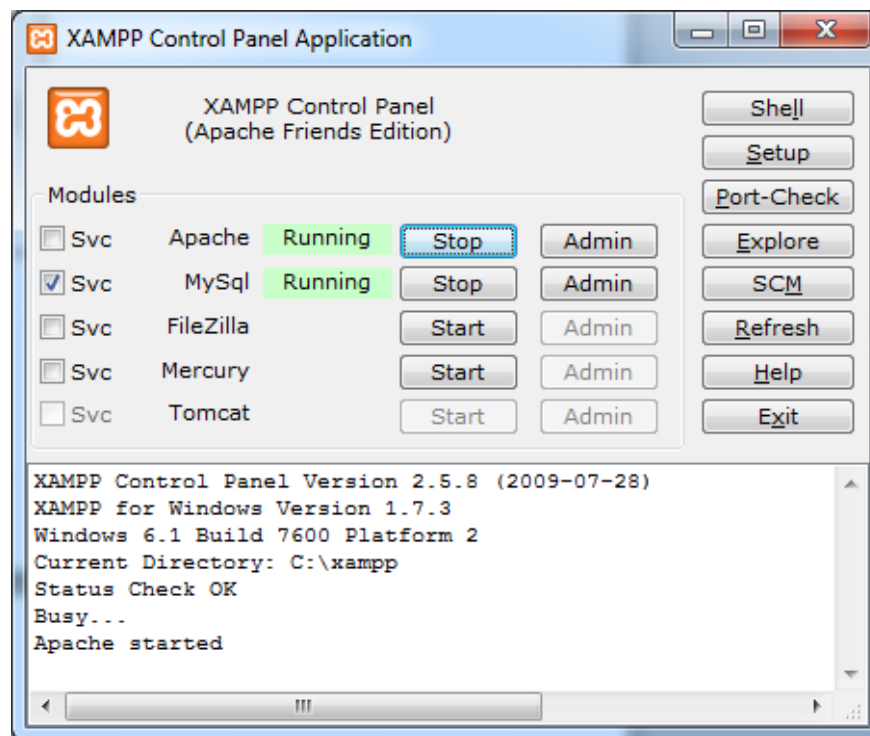 XAMPP Control Panel Application
XAMPP Control Panel
(Apache Friends Edition)
Shell
Setup
Modules
Port-Check
Svc Apache Running Stop Admin Explore
Svc MySql Running Stop Admin SCM
Svc FileZilla Start Admin Refresh
Svc Mercury Start Admin Help
Svc Tomcat Start Admin Exit
XAMPP Control Panel Version 2.5.8 (2009-07-28)
XAMPP for Windows Version 1.7.3
Windows 6.1 Build 7600 Platform 2
Current Directory: C:\xampp
Status Check OK
Busy...
Apache started